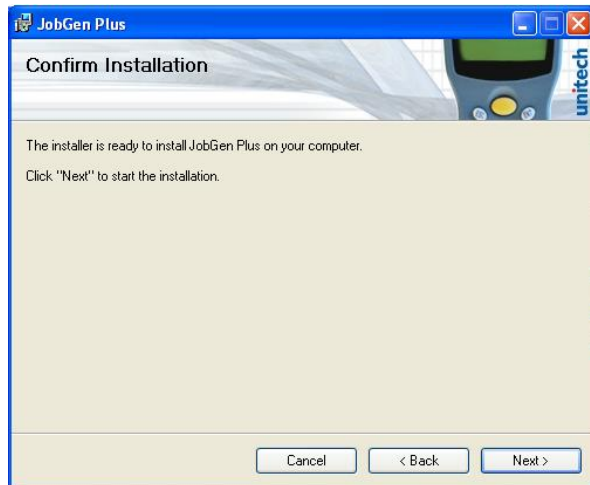 JobGen Plus
Confirm Installation
unitech
The installer is ready to install JobGen Plus on your computer.
Click "Next" to start the installation.
Cancel
< Back
Next >